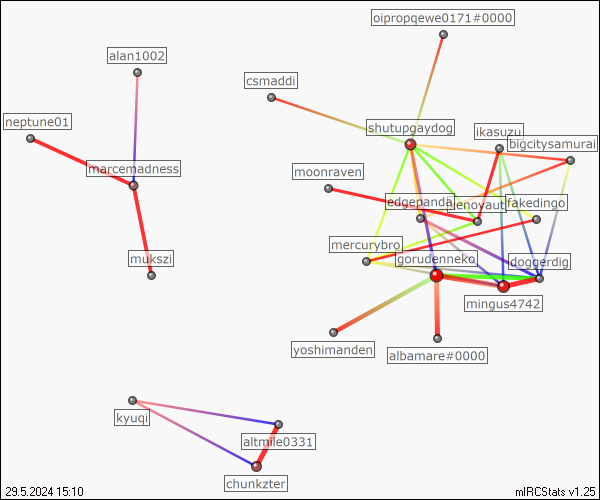 oipropqewe0171#0000
alan1002
csmaddi
neptune01
shutupgaydog
ikasuzu
bigcitysamurai
marcemadness
moonraven
edgepanda
lenoyaut
fakedingo
mercurybro
mukszi
gorudenneko
doggerdig
mingus4742
yoshimanden
albamare#0000
kyuqi
altmile0331
chunkzter
29.5.2024 15:10
mIRCStats v1.25